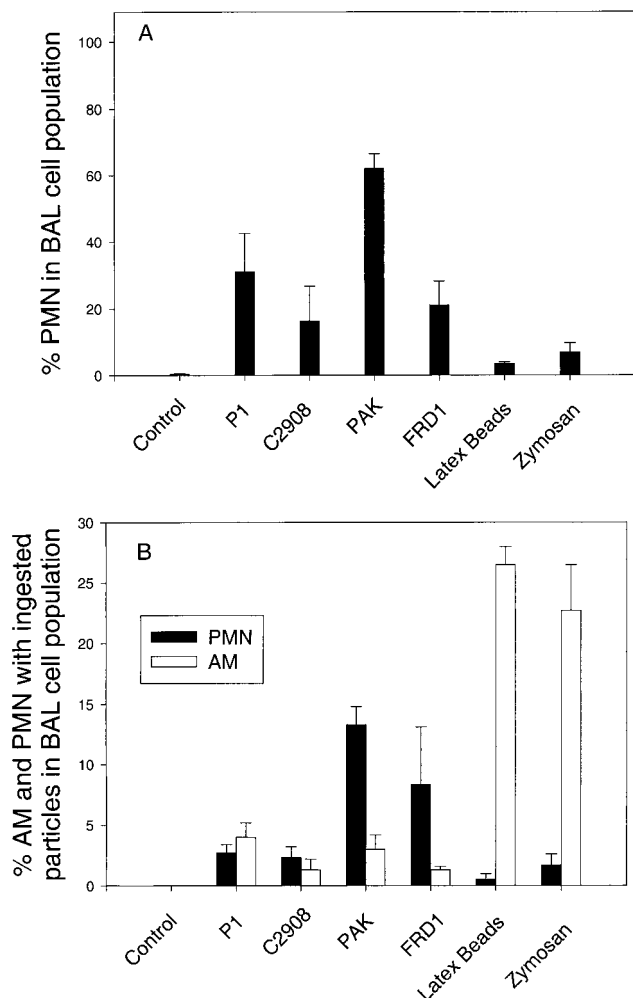 A
% PMN in BAL cell population
100
80
60
40
20
0
Control
P1
C2908
PAK
FRD1
Latex Beads
Zymosan
B
% AM and PMN with ingested
particles in BAL cell population
30
25
20
15
10
5
0
PMN
AM
Control
P1
C2908
PAK
FRD1
Latex Beads
Zymosan